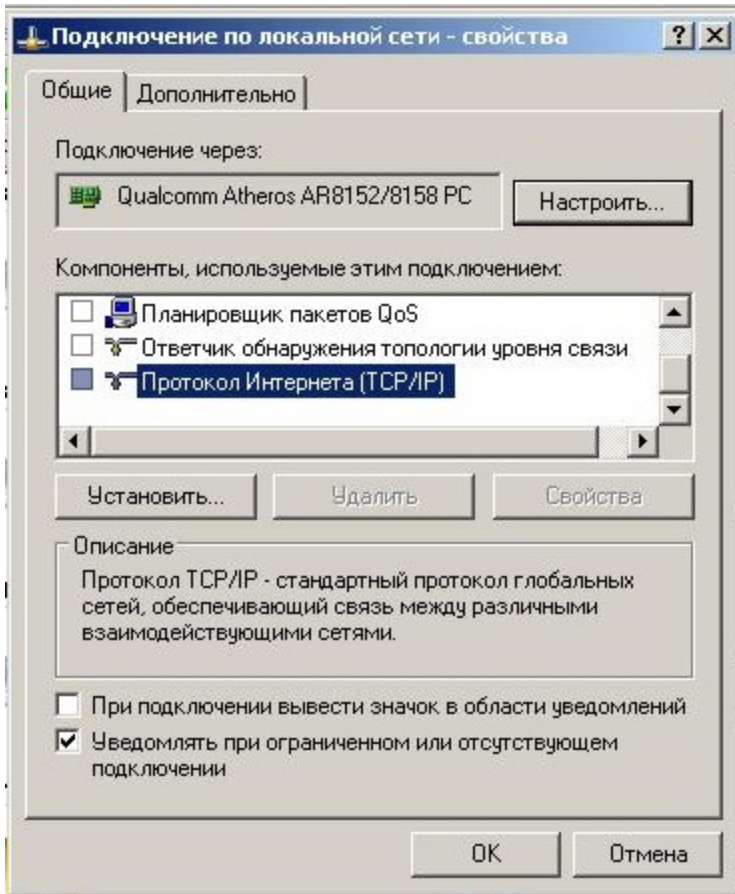 Подключение по локальной сети - свойства
Общие
Дополнительно
Подключение через:
Qualcomm Atheros AR8152/8158 PC
Настроить...
Компоненты, используемые этим подключением:
Планировщик пакетов QoS
Ответчик обнаружения топологии уровня связи
Протокол Интернета (TCP/IP)
Установить...
Удалить
Свойства
Описание
Протокол TCP/IP - стандартный протокол глобальных
сетей, обеспечивающий связь между различными
взаимодействующими сетями.
При подключении вывести значок в области уведомлений
Уведомлять при ограниченном или отсутствующем
подключении
OK
Отмена